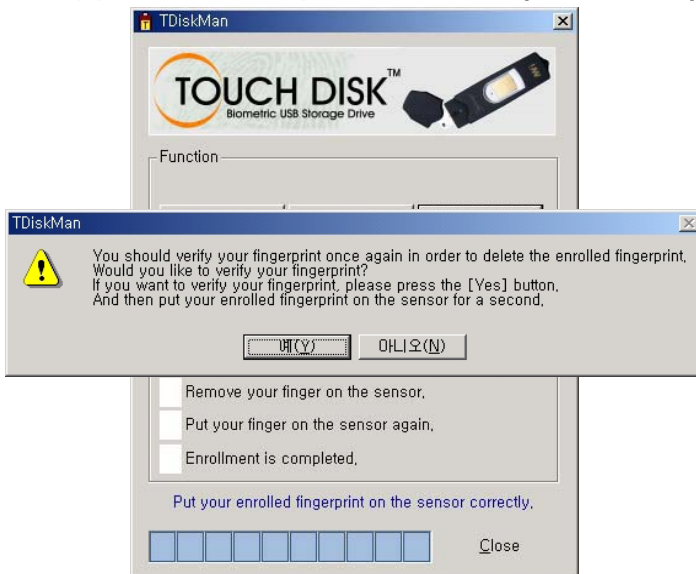 TDiskMan
TOUCH DISK™
Biometric USB Storage Drive
Function
TDiskMan
You should verify your fingerprint once again in order to delete the enrolled fingerprint,
Would you like to verify your fingerprint?
If you want to verify your fingerprint, please press the [Yes] button,
And then put your enrolled fingerprint on the sensor for a second,
예(Y) 아니오(N)
Remove your finger on the sensor,
Put your finger on the sensor again,
Enrollment is completed,
Put your enrolled fingerprint on the sensor correctly,
Close